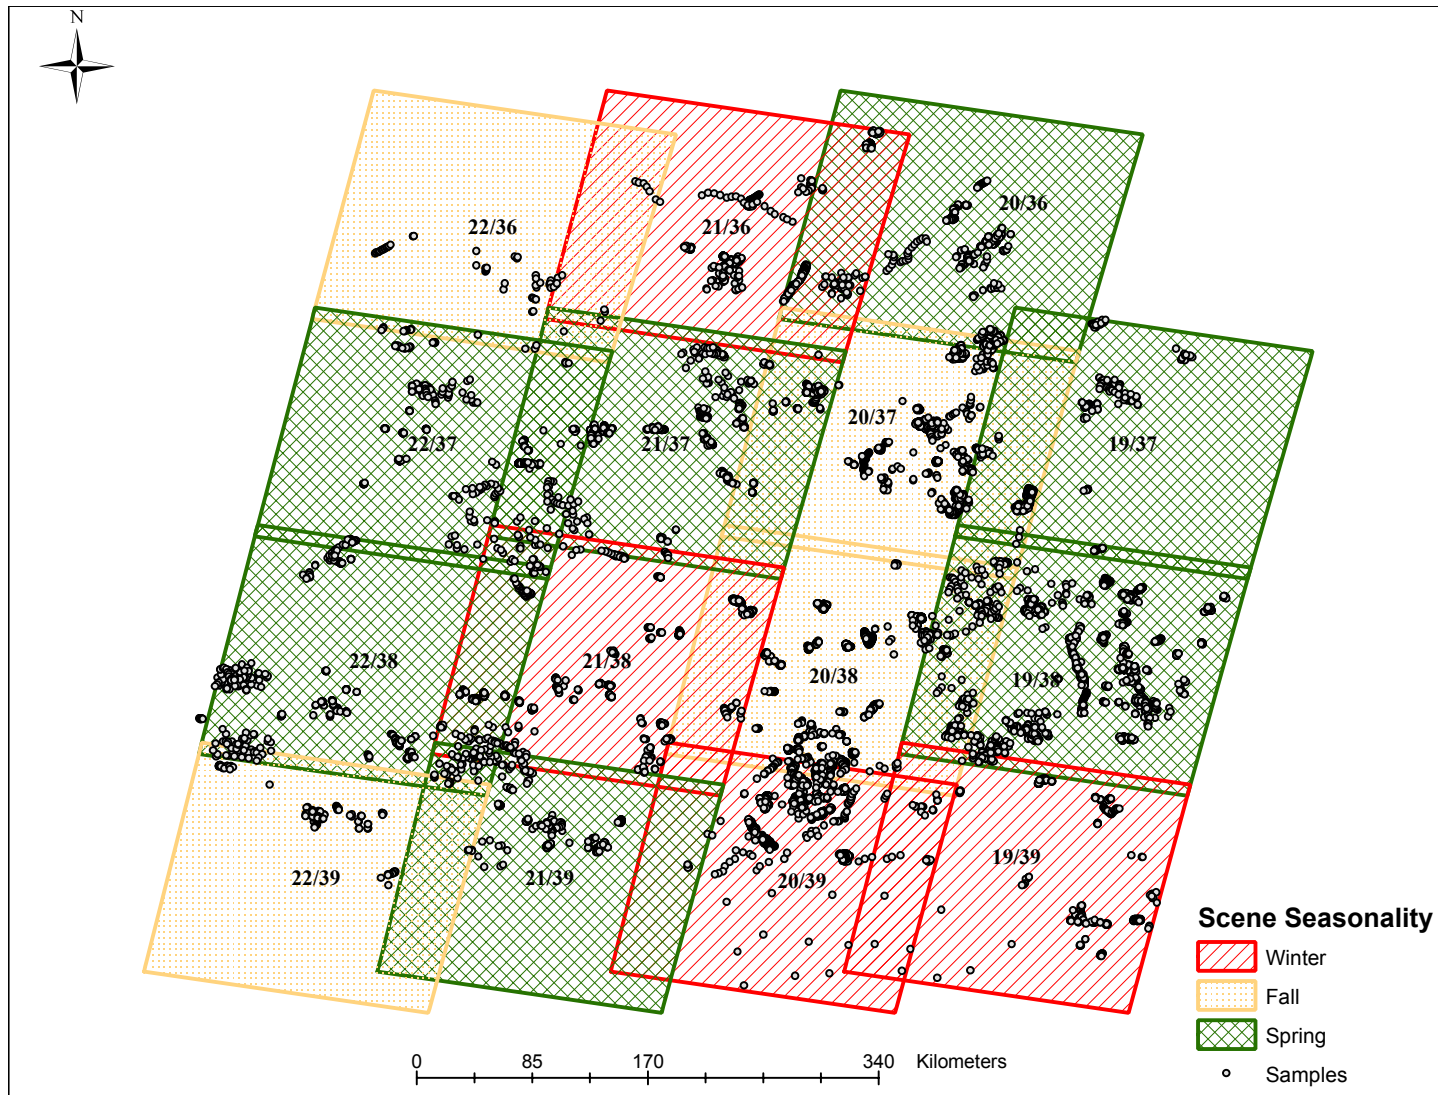 N
22/36
21/36
20/36
22/37
21/37
20/37
19/37
22/38
21/38
20/38
19/38
22/39
21/39
20/39
19/39
Scene Seasonality
Winter
Fall
Spring
Samples
0 85 170 340 Kilometers